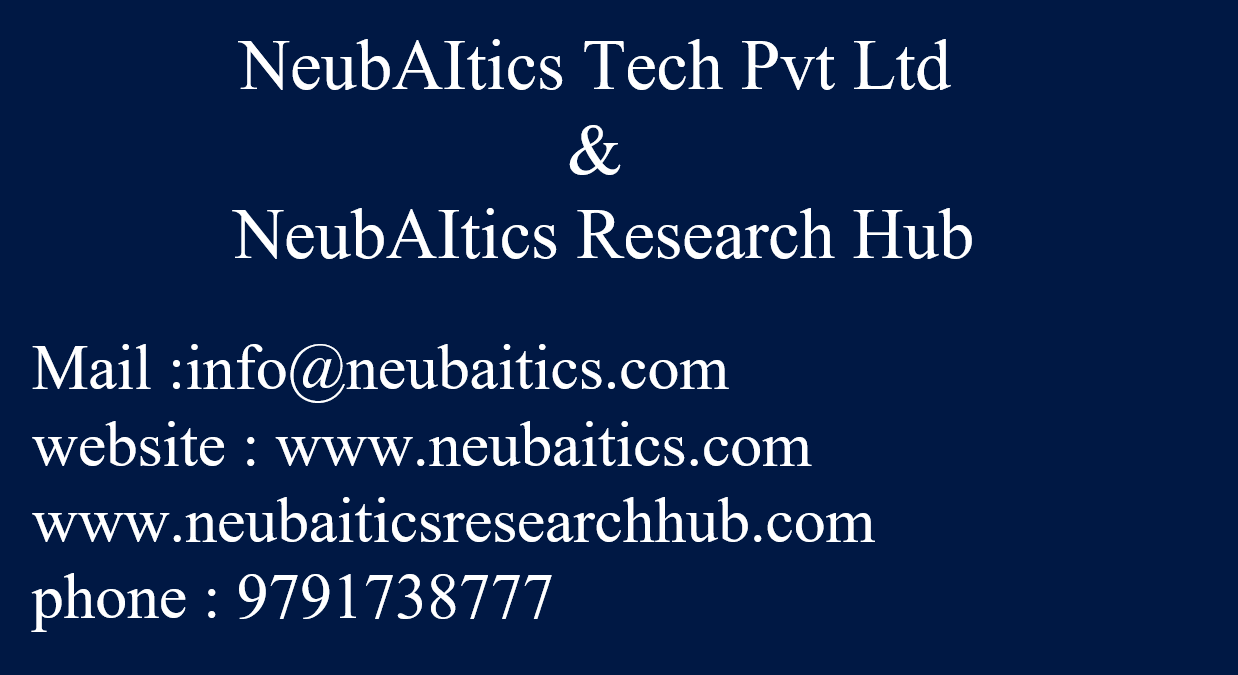 NeubAItics Tech Pvt Ltd
&
NeubAItics Research Hub
Mail :info@neubaitics.com
website : www.neubaitics.com
www.neubaiticsresearchhub.com
phone : 9791738777